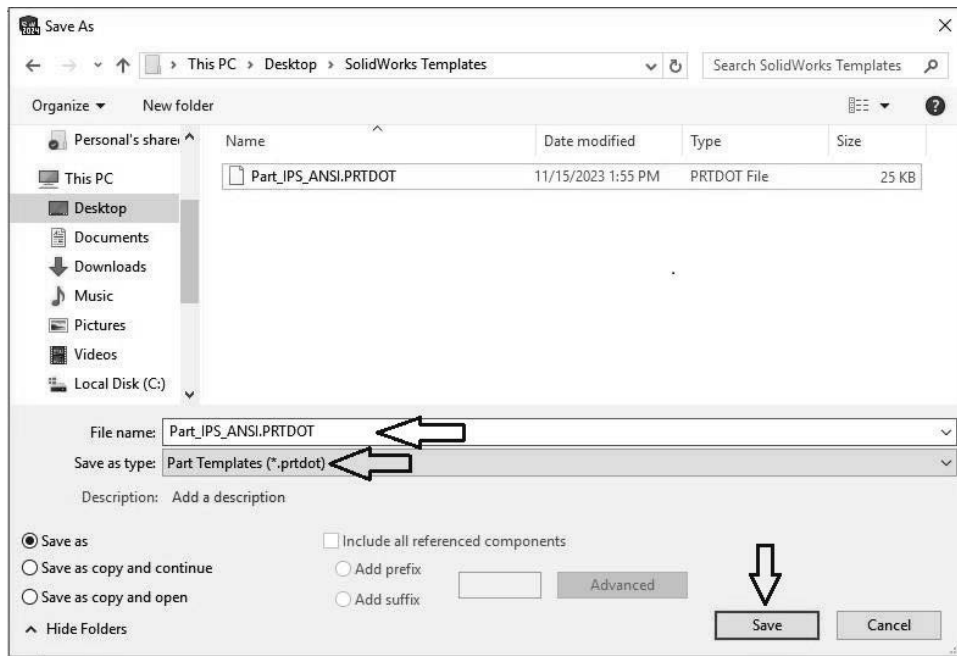 Save As
This PC > Desktop > SolidWorks Templates
Search SolidWorks Templates
Organize
New folder
Name
Date modified
Type
Size
Part_IPS_ANSI.PRTDOT
11/15/2023 1:55 PM
PRTDOT File
25 KB
Personal's share
This PC
Desktop
Documents
Downloads
Music
Pictures
Videos
Local Disk (C:)
File name: Part_IPS_ANSI.PRTDOT
Save as type: Part Templates (*.prtdot)
Description: Add a description
Save as
Save as copy and continue
Save as copy and open
Include all referenced components
Add prefix
Add suffix
Advanced
Hide Folders
Save
Cancel